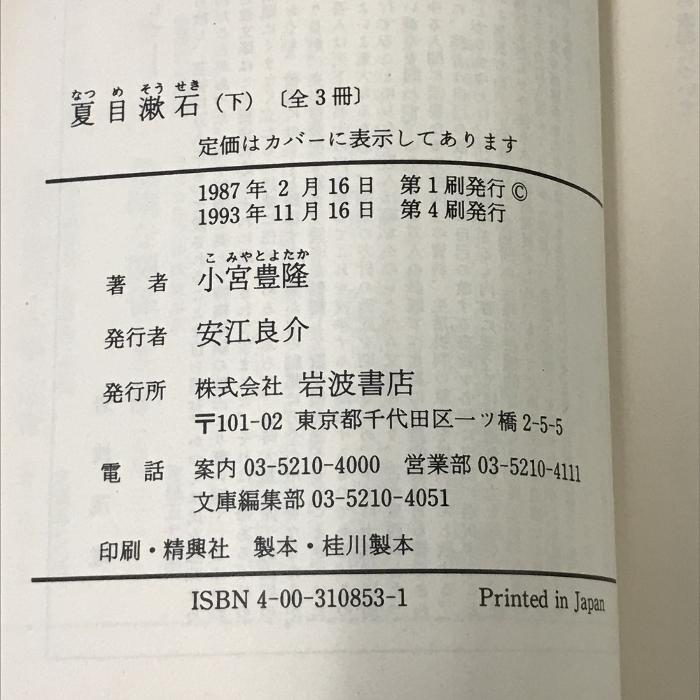 なつ め そう せき
夏目漱石（下）〔全３冊〕
定価はカバーに表示してあります
1987年 2 月16日 第１刷発行©
1993年11月16日 第４刷発行
こ みやとよたか
著 者 小宮豊隆
発行者 安江良介
発行所 株式会社 岩波書店
〒101-02 東京都千代田区一ツ橋2-5-5
電 話 案内 03-5210-4000 営業部 03-5210-4111
文庫編集部 03-5210-4051
印刷・精興社 製本・桂川製本
ISBN 4-00-310853-1 Printed in Japan